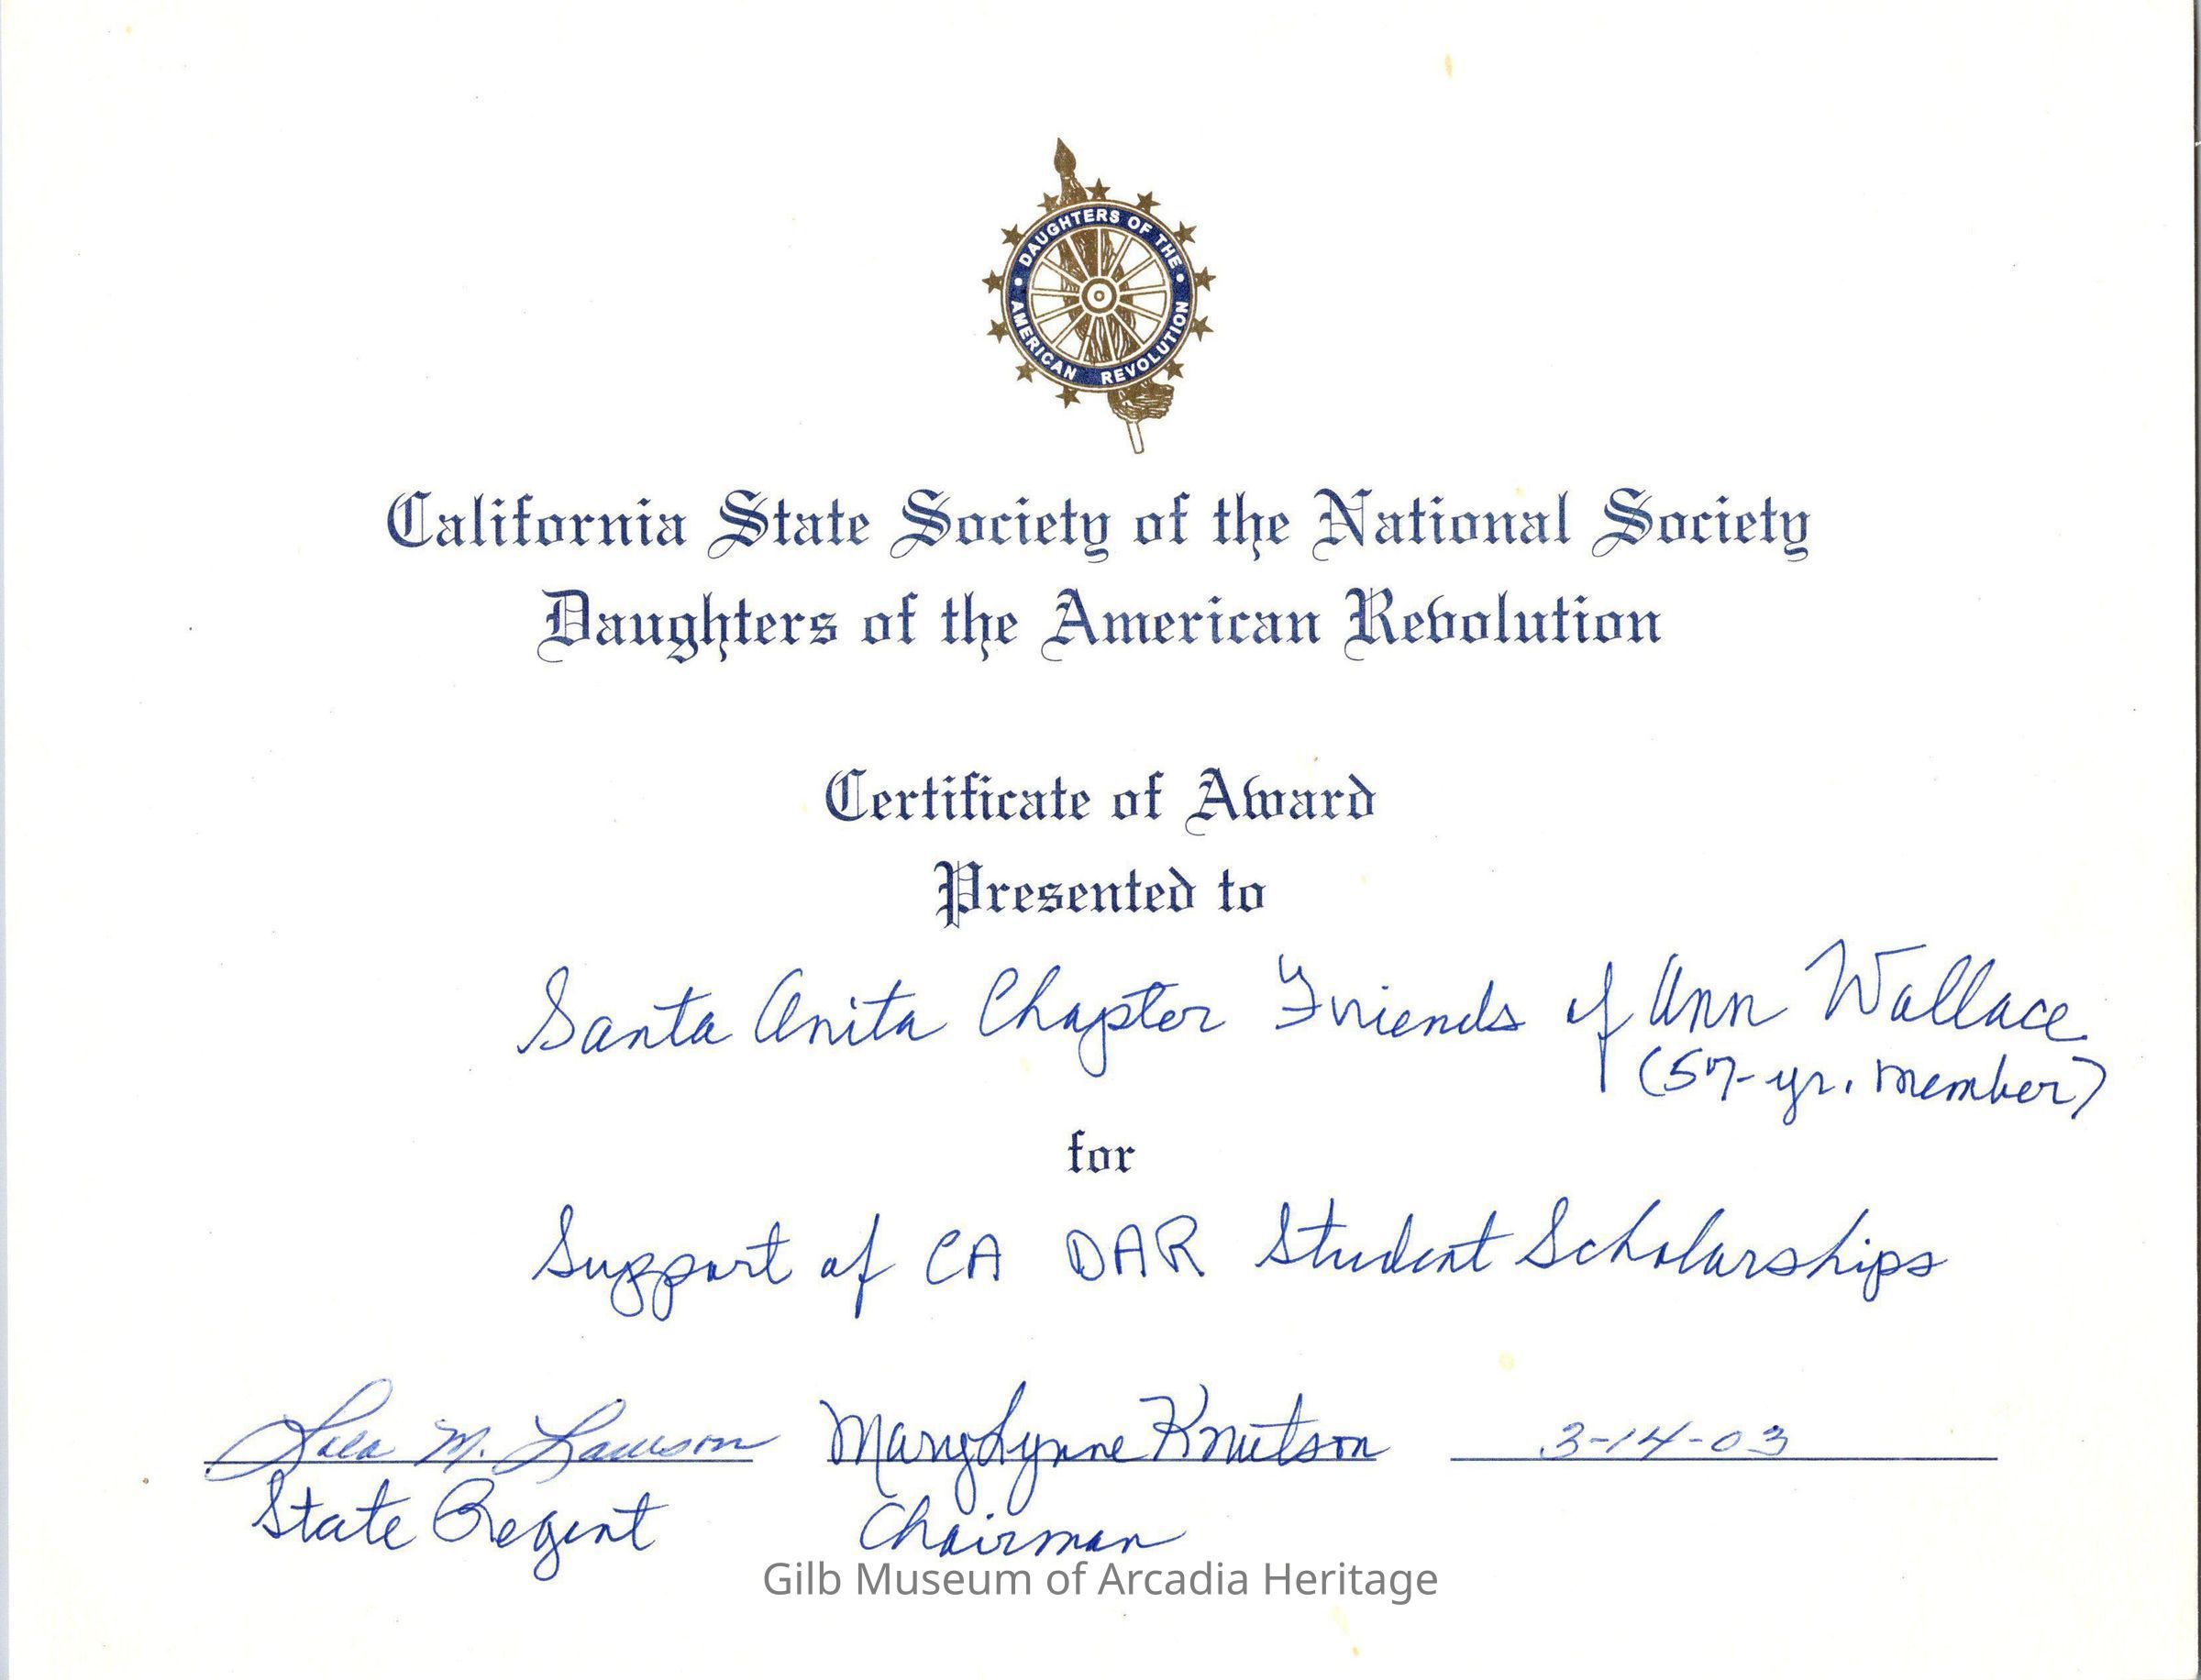 DAUGHTERS OF THE
AMERICAN REVOLUTION
California State Society of the National Society
Daughters of the American Revolution
Certificate of Award
Presented to
Santa Anita Chapter Friends of Ann Wallace
(57-yr. member)
for
Support of CA DAR Student Scholarships
M. Lawson MaryLynne Knutson 3-14-03
State Regent Chairman
Gilb Museum of Arcadia Heritage